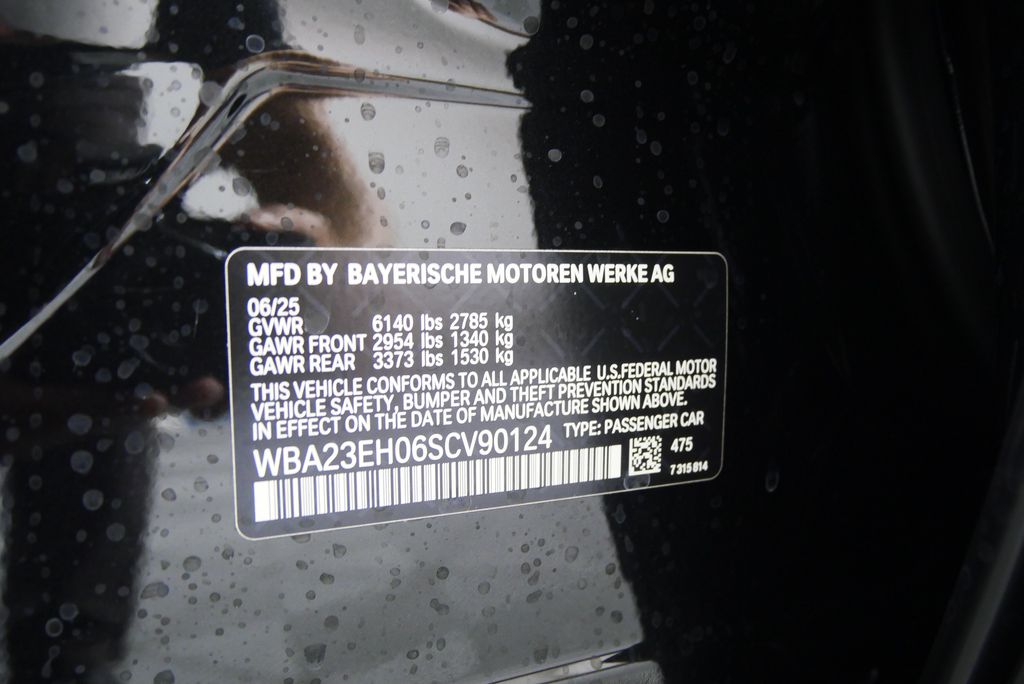 MFD BY BAYERISCHE MOTOREN WERKE AG
06/25
GVWR 6140 lbs 2785 kg
GAWR FRONT 2954 lbs 1340 kg
GAWR REAR 3373 lbs 1530 kg
THIS VEHICLE CONFORMS TO ALL APPLICABLE U.S.FEDERAL MOTOR
VEHICLE SAFETY, BUMPER AND THEFT PREVENTION STANDARDS
IN EFFECT ON THE DATE OF MANUFACTURE SHOWN ABOVE.
WBA23EH06SCV90124 TYPE: PASSENGER CAR
475
7 315 814